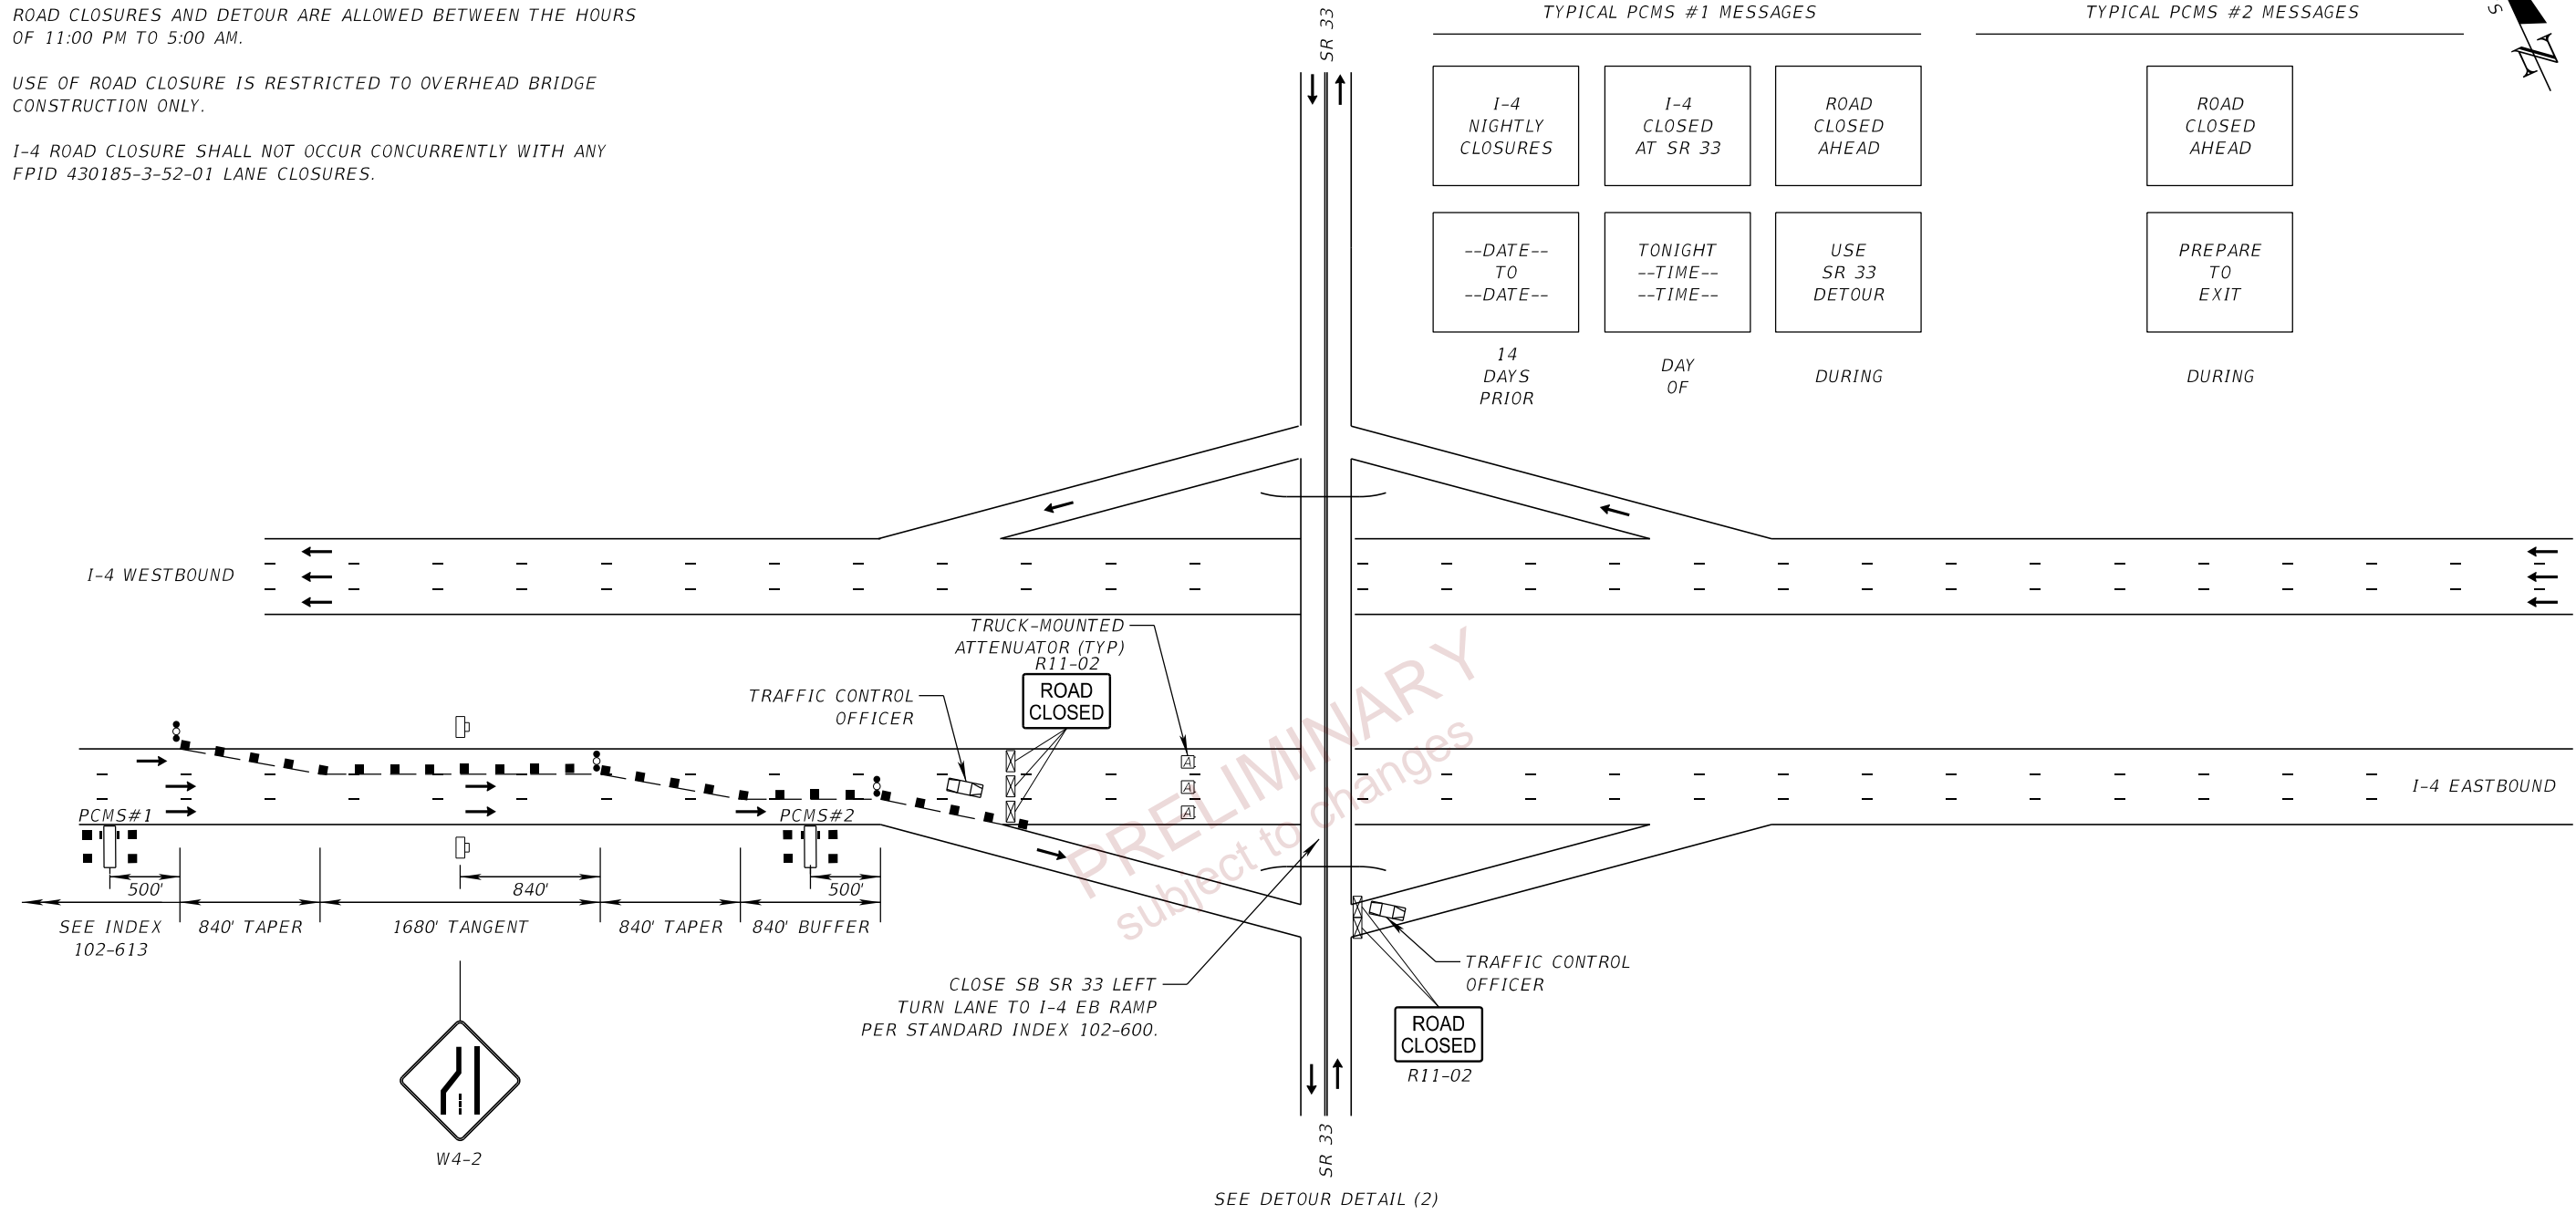 ROAD CLOSURES AND DETOUR ARE ALLOWED BETWEEN THE HOURS
OF 11:00 PM TO 5:00 AM.
USE OF ROAD CLOSURE IS RESTRICTED TO OVERHEAD BRIDGE
CONSTRUCTION ONLY.
I-4 ROAD CLOSURE SHALL NOT OCCUR CONCURRENTLY WITH ANY
FPID 430185-3-52-01 LANE CLOSURES.
SR 33
TYPICAL PCMS #1 MESSAGES
I-4
NIGHTLY
CLOSURES
I-4
CLOSED
AT SR 33
ROAD
CLOSED
AHEAD
--DATE--
TO
--DATE--
TONIGHT
--TIME--
--TIME--
USE
SR 33
DETOUR
14
DAYS
PRIOR
DAY
OF
DURING
TYPICAL PCMS #2 MESSAGES
ROAD
CLOSED
AHEAD
PREPARE
TO
EXIT
DURING
S
N
I-4 WESTBOUND
TRUCK-MOUNTED
ATTENUATOR (TYP)
R11-02
ROAD
CLOSED
TRAFFIC CONTROL
OFFICER
A
A
A
I-4 EASTBOUND
PCMS#1
PCMS#2
500'
840'
500'
SEE INDEX
102-613
840' TAPER
1680' TANGENT
840' TAPER
840' BUFFER
PRELIMINARY
subject to changes
CLOSE SB SR 33 LEFT
TURN LANE TO I-4 EB RAMP
PER STANDARD INDEX 102-600.
TRAFFIC CONTROL
OFFICER
ROAD
CLOSED
R11-02
W4-2
SR 33
SEE DETOUR DETAIL (2)